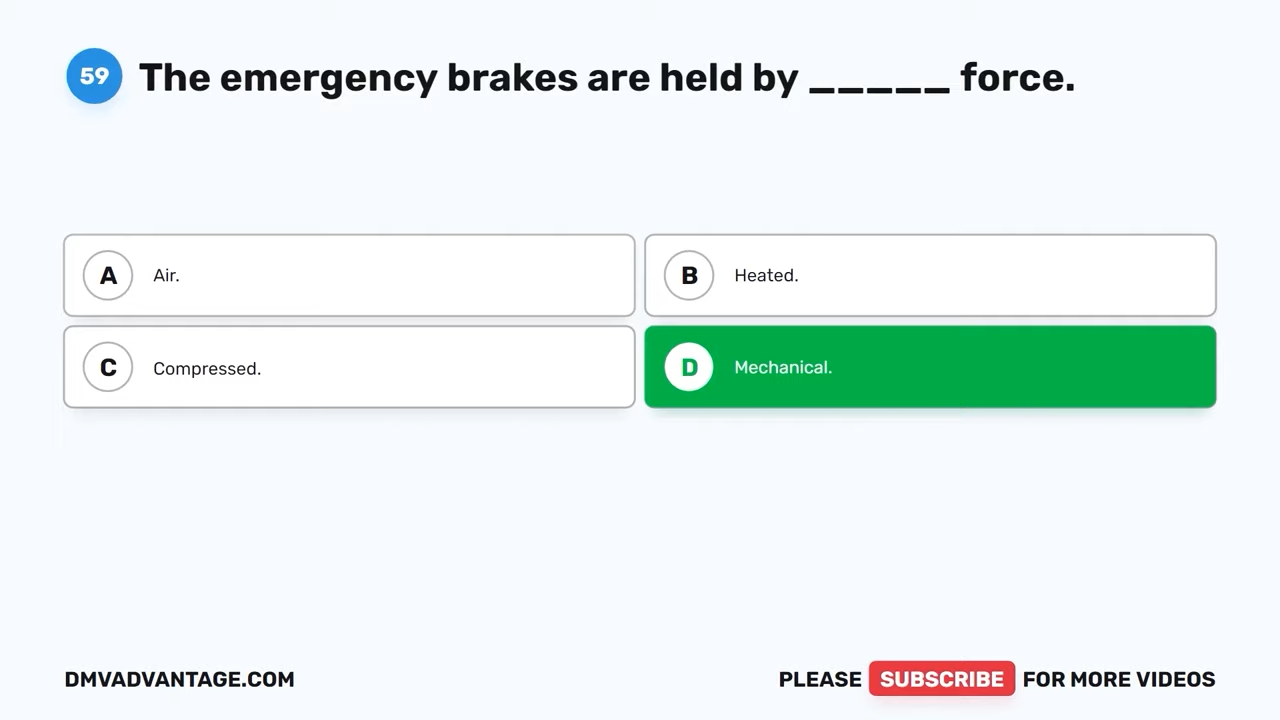 59 The emergency brakes are held by _____ force.
A Air.
B Heated.
C Compressed.
D Mechanical.
DMVADVANTAGE.COM
PLEASE SUBSCRIBE FOR MORE VIDEOS